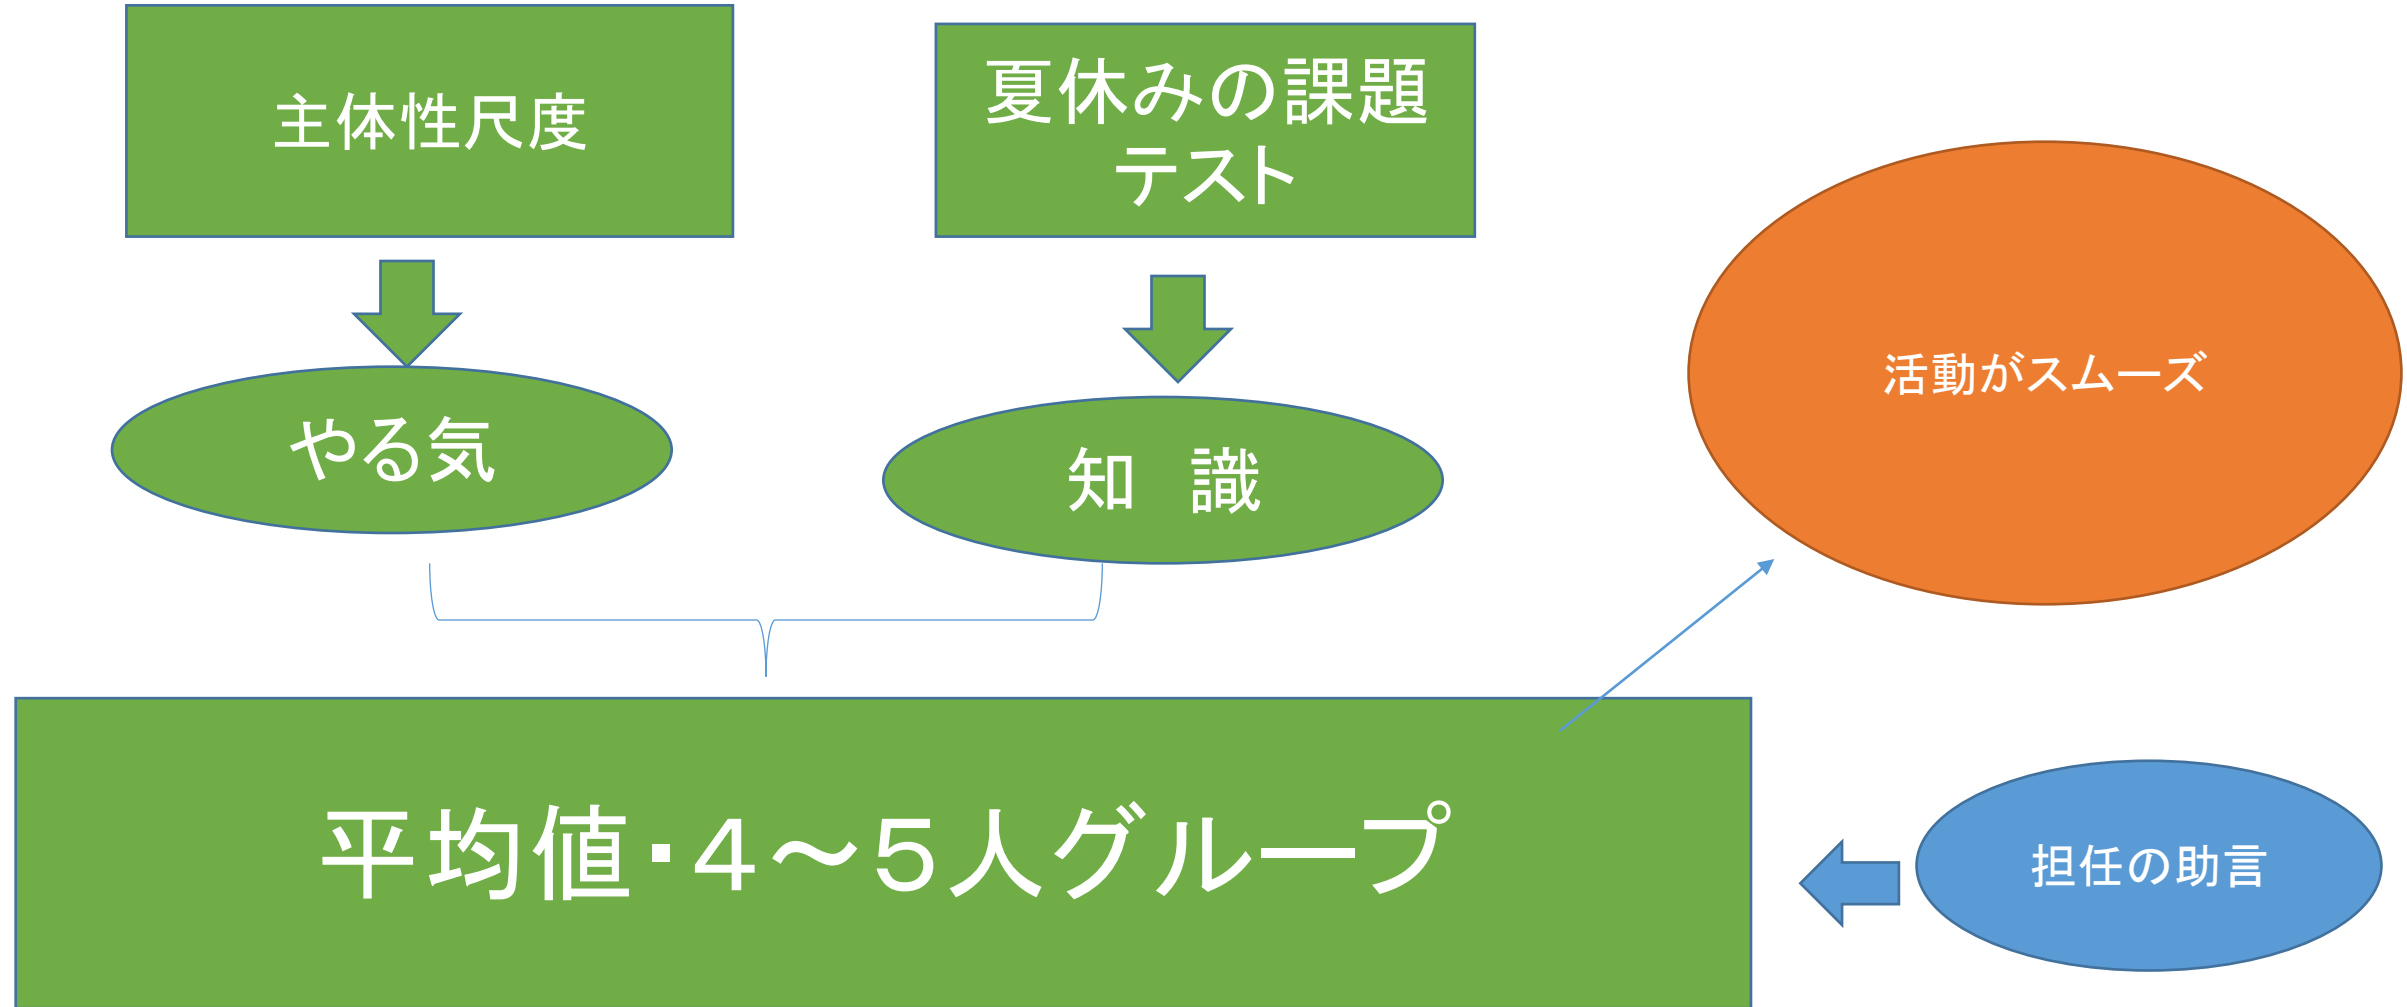 主体性尺度
夏休みの課題
テスト
やる気
知　識
活動がスムーズ
平均値・４～５人グループ
担任の助言